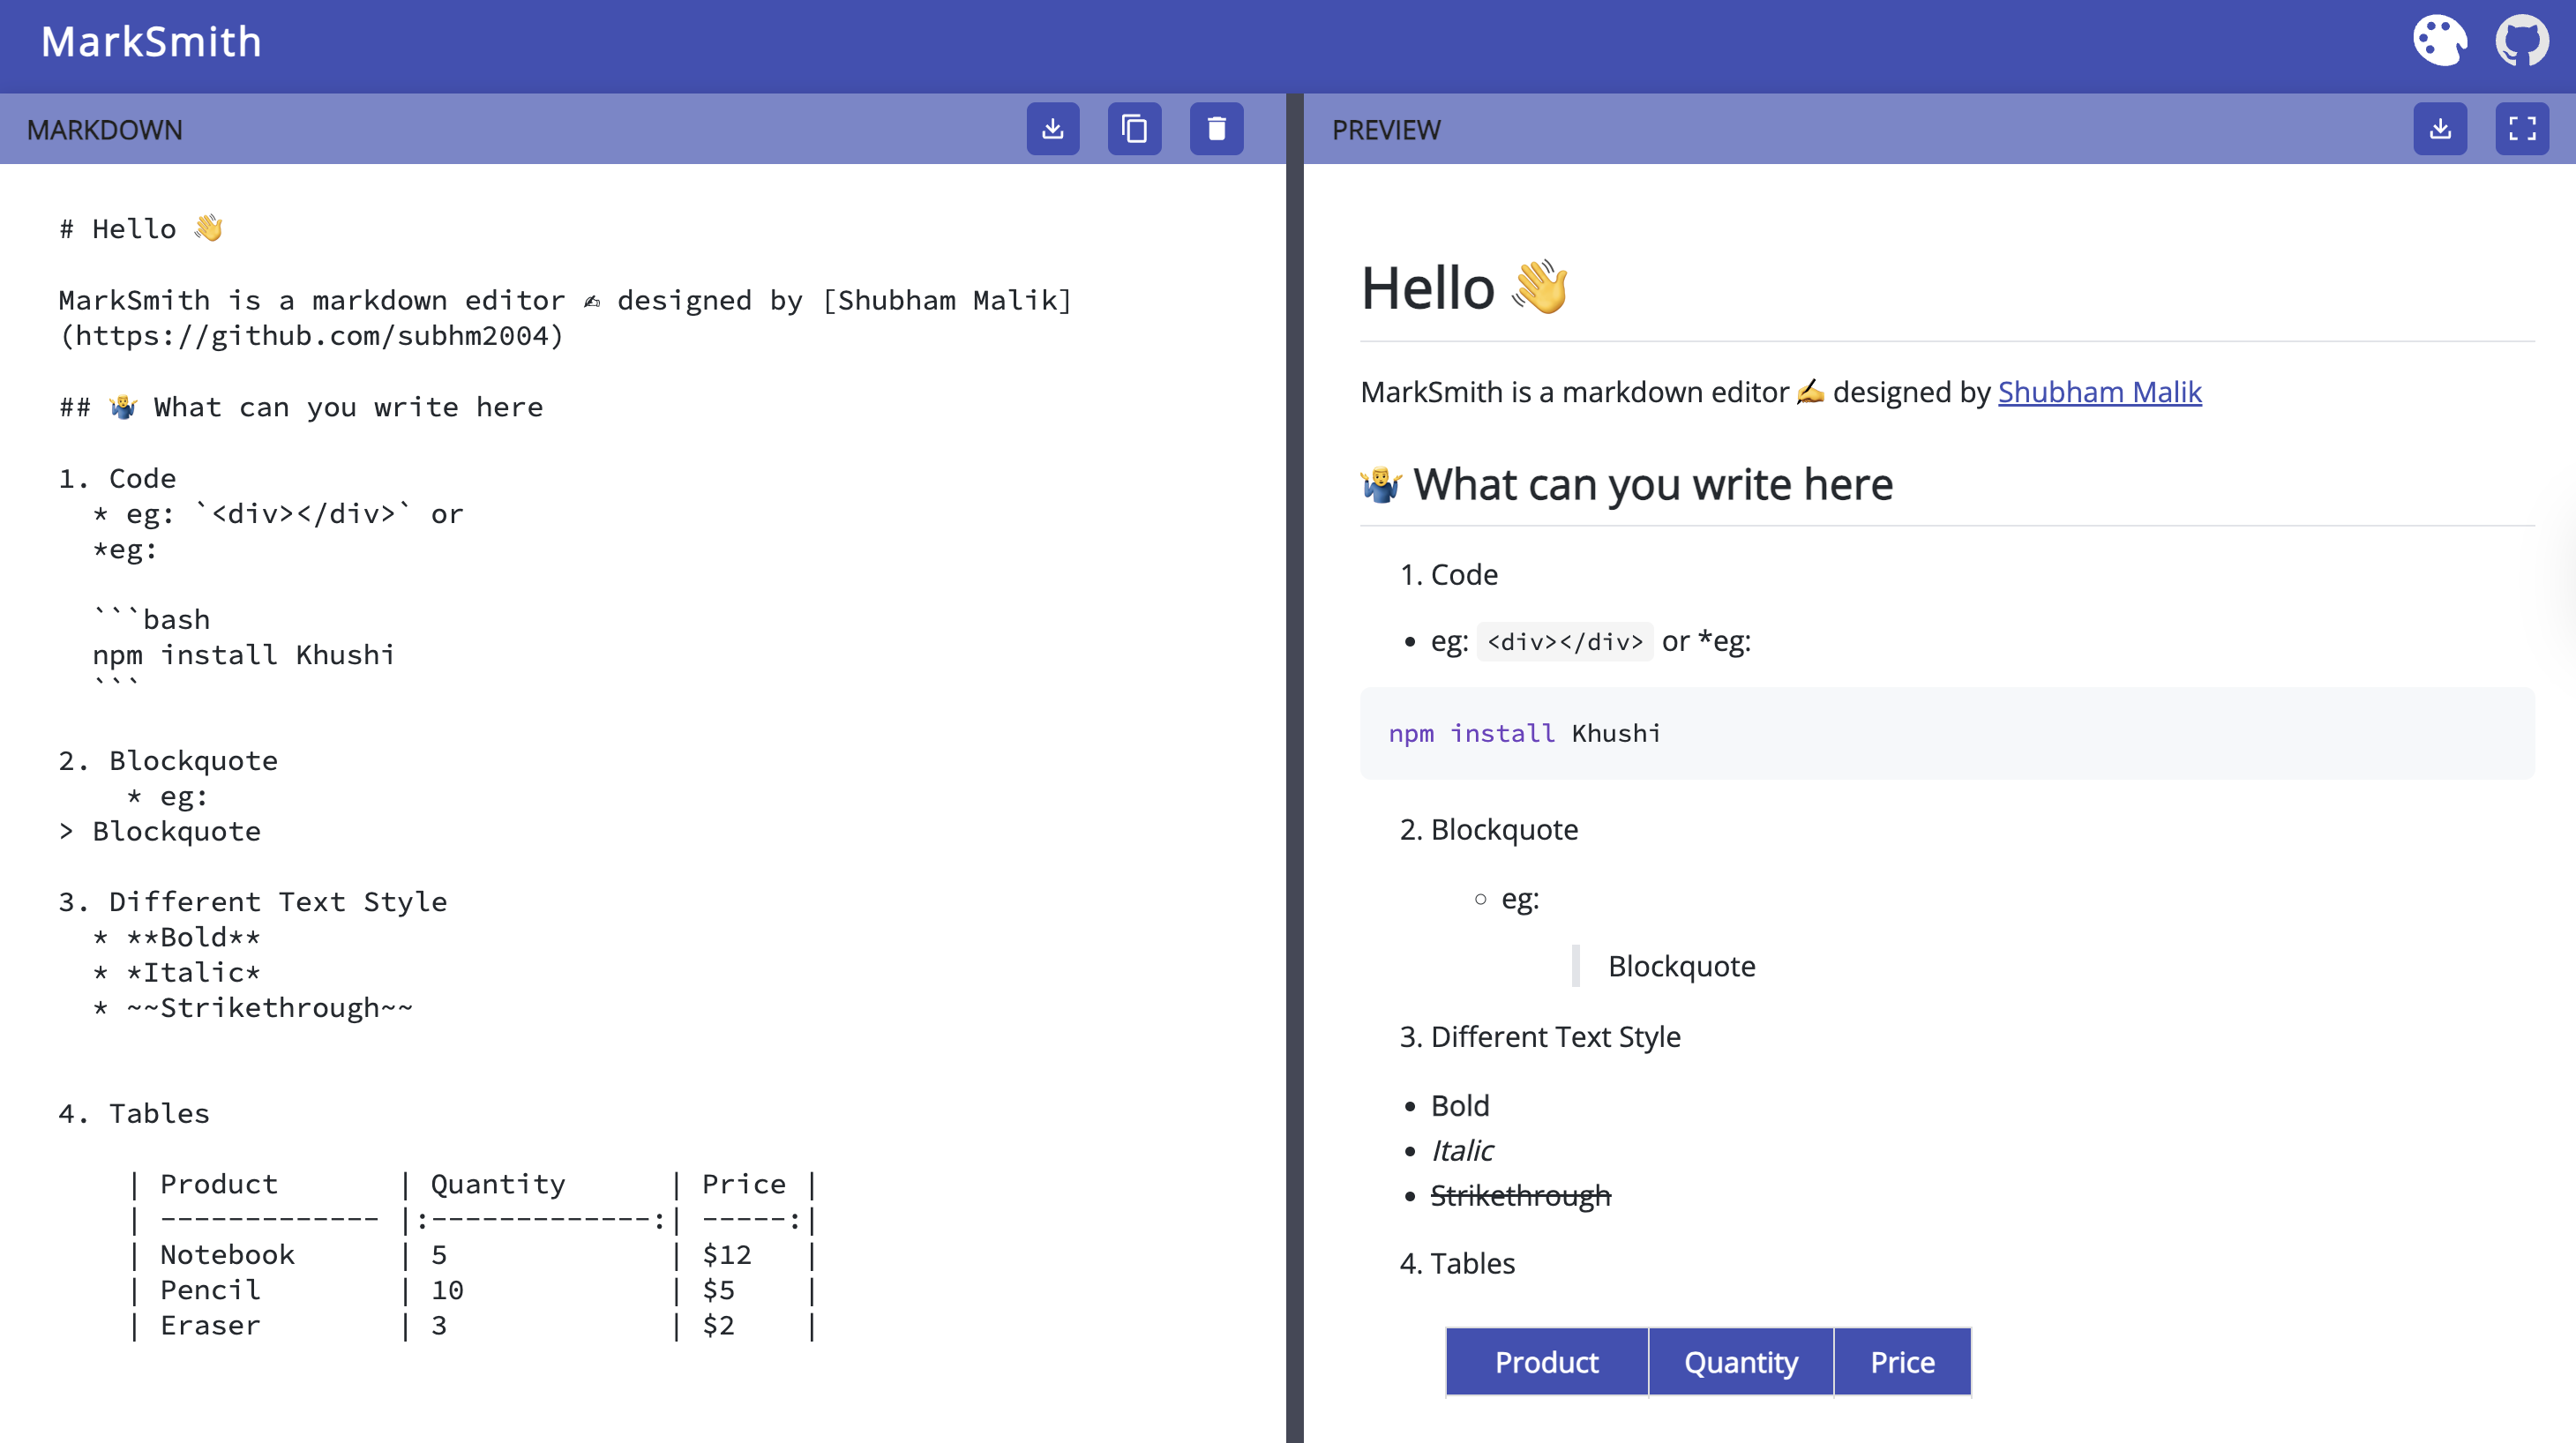 MarkSmith
MARKDOWN
# Hello 👋
MarkSmith is a markdown editor ✍ designed by [Shubham Malik]
(https://github.com/subhm2004)
## 🤷‍♂️ What can you write here
1. Code
* eg: `<div></div>` or
*eg:
```bash
npm install Khushi
```
2. Blockquote
* eg:
> Blockquote
3. Different Text Style
* **Bold**
* *Italic*
* ~~Strikethrough~~
4. Tables
| Product | Quantity | Price |
| ------------- |:-------------:| -----:|
| Notebook | 5 | $12 |
| Pencil | 10 | $5 |
| Eraser | 3 | $2 |
PREVIEW
Hello 👋
MarkSmith is a markdown editor ✍️ designed by Shubham Malik
🤷‍♂️ What can you write here
1. Code
• eg: <div></div> or *eg:
npm install Khushi
2. Blockquote
◦ eg:
Blockquote
3. Different Text Style
• Bold
• Italic
• Strikethrough
4. Tables
Product Quantity Price